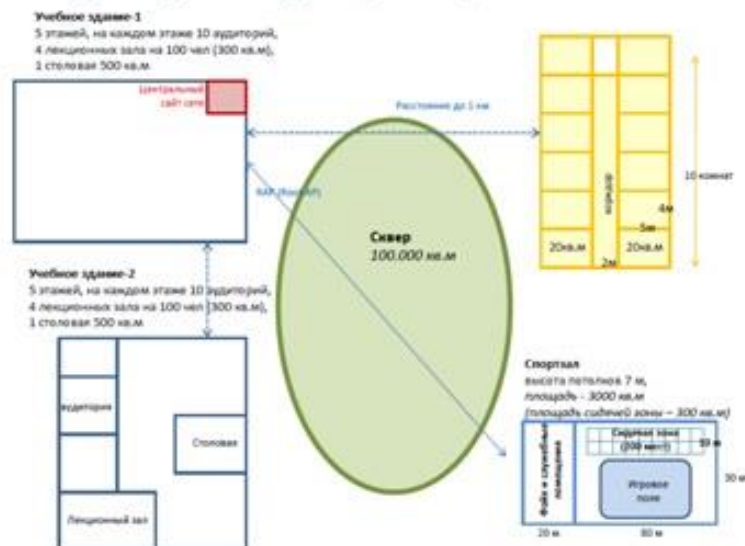 Учебное здание-1
5 этажей, на каждом этаже 10 аудиторий,
4 лекционных зала на 100 чел (300 кв.м),
1 столовая 500 кв.м
Центральный
сайт сети
Расстояние до 1 км
10 комнат
коридор
4м
5м
20кв.м
20кв.м
2м
Сквер
100.000 кв.м
Учебное здание-2
5 этажей, на каждом этаже 10 аудиторий,
4 лекционных зала на 100 чел (300 кв.м),
1 столовая 500 кв.м
аудитория
Столовая
Лекционный зал
Спортзал
высота потолков 7 м,
площадь - 3000 кв.м
(площадь сидячей зоны – 300 кв.м)
Фойе и служебные
помещения
Сидячая зона
(200 мест)
Игровое
поле
30 м
20 м
80 м